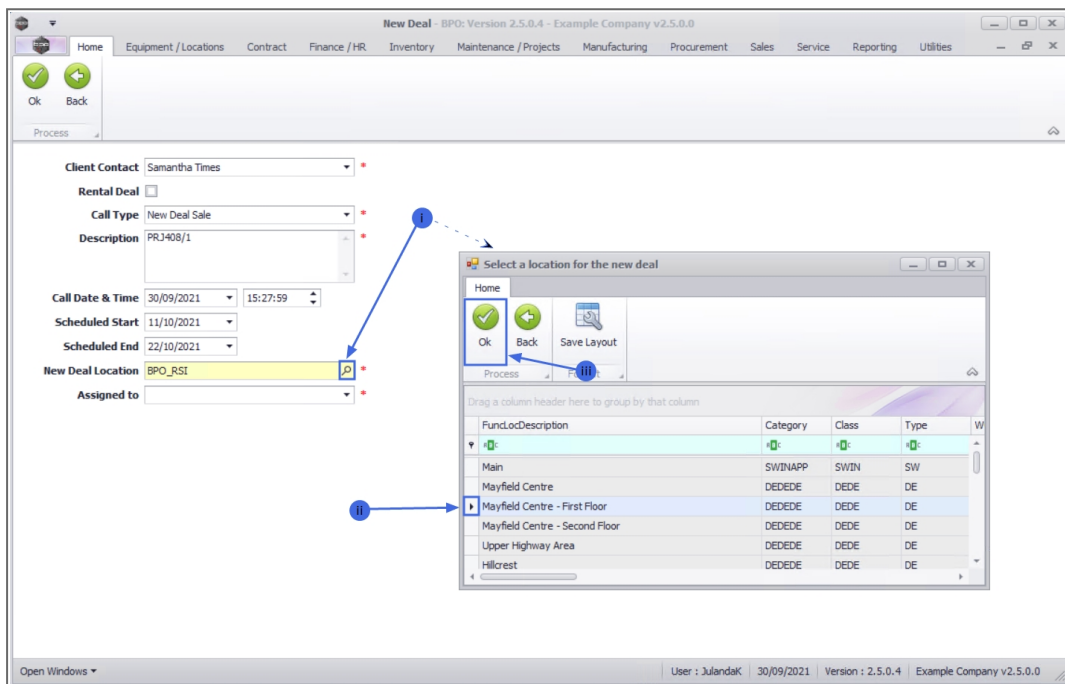 New Deal - BPO: Version 2.5.0.4 - Example Company v2.5.0.0
Home Equipment / Locations Contract Finance / HR Inventory Maintenance / Projects Manufacturing Procurement Sales Service Reporting Utilities
Ok Back
Process
Client Contact Samantha Times *
Rental Deal
Call Type New Deal Sale *
Description PRJ408/1 *
Call Date & Time 30/09/2021 15:27:59
Scheduled Start 11/10/2021
Scheduled End 22/10/2021
New Deal Location BPO_RSI *
Assigned to *
i
ii
iii
Select a location for the new deal
Home
Ok Back Save Layout
Process
Drag a column header here to group by that column
FuncLocDescription Category Class Type W
Main SWINAPP SWIN SW
Mayfield Centre DEDEDE DEDE DE
Mayfield Centre - First Floor DEDEDE DEDE DE
Mayfield Centre - Second Floor DEDEDE DEDE DE
Upper Highway Area DEDEDE DEDE DE
Hillcrest DEDEDE DEDE DE
Open Windows User : JulandaK 30/09/2021 Version : 2.5.0.4 Example Company v2.5.0.0